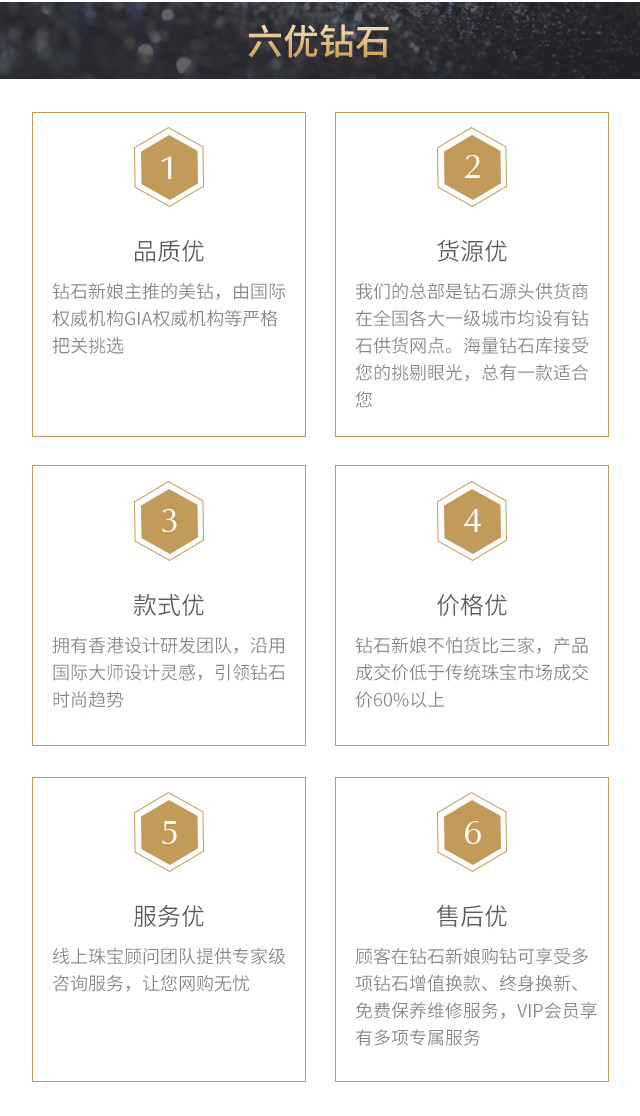 六优钻石
1
品质优
钻石新娘主推的美钻，由国际
权威机构GIA权威机构等严格
把关挑选
2
货源优
我们的总部是钻石源头供货商
在全国各大一级城市均设有钻
石供货网点。海量钻石库接受
您的挑剔眼光，总有一款适合
您
3
款式优
拥有香港设计研发团队，沿用
国际大师设计灵感，引领钻石
时尚趋势
4
价格优
钻石新娘不怕货比三家，产品
成交价低于传统珠宝市场成交
价60%以上
5
服务优
线上珠宝顾问团队提供专家级
咨询服务，让您网购无忧
6
售后优
顾客在钻石新娘购钻可享受多
项钻石增值换款、终身换新、
免费保养维修服务，VIP会员享
有多项专属服务